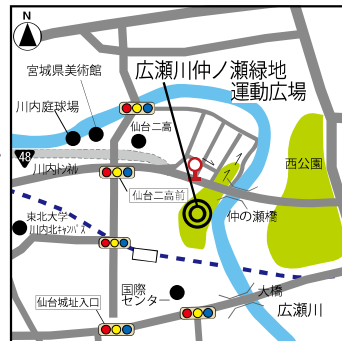 N
宮城県美術館
広瀬川仲ノ瀬緑地
運動広場
川内庭球場
仙台二高
48
川内トンネル
西公園
仙台二高前
仲の瀬橋
東北大学
川内北キャンパス
国際
センター
大橋
仙台城址入口
広瀬川